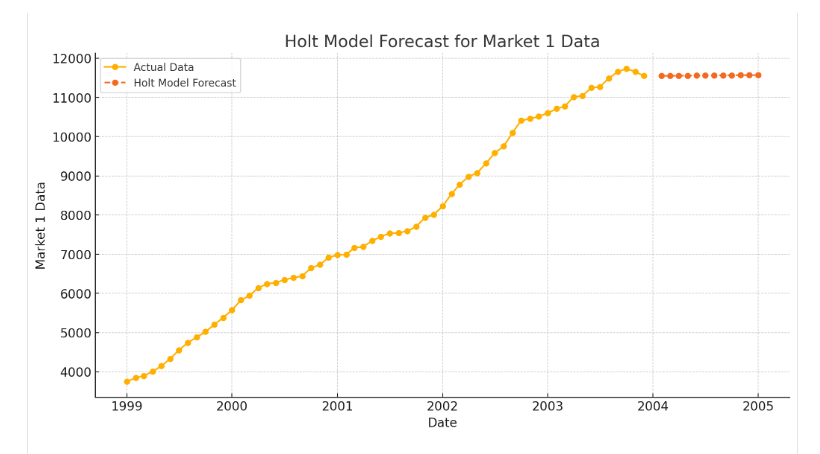 Holt Model Forecast for Market 1 Data
12000
Actual Data
Holt Model Forecast
11000
10000
9000
8000
7000
6000
5000
4000
Market 1 Data
1999 2000 2001 2002 2003 2004 2005
Date